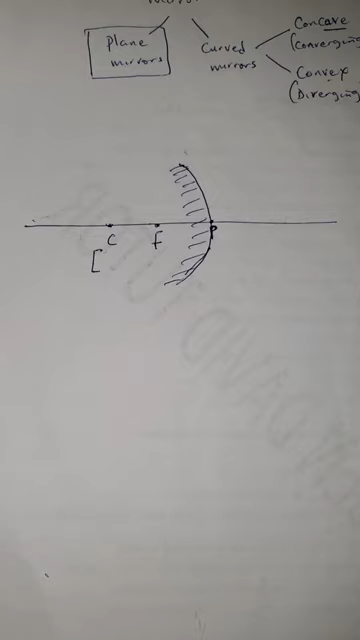 Plane
mirrors
Curved
mirrors
Concave
(Converging
Convex
(Diverging
C
F
P
[